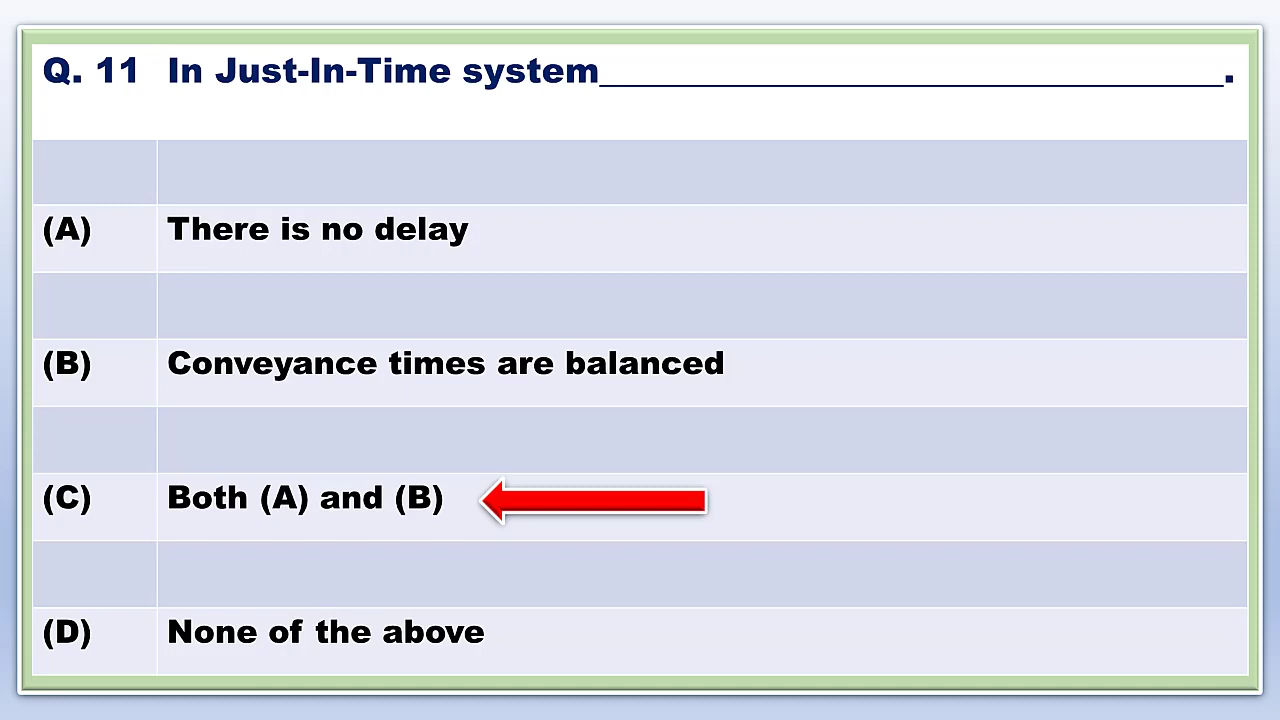 Q. 11 In Just-In-Time system______________________________.
(A) There is no delay
(B) Conveyance times are balanced
(C) Both (A) and (B)
(D) None of the above